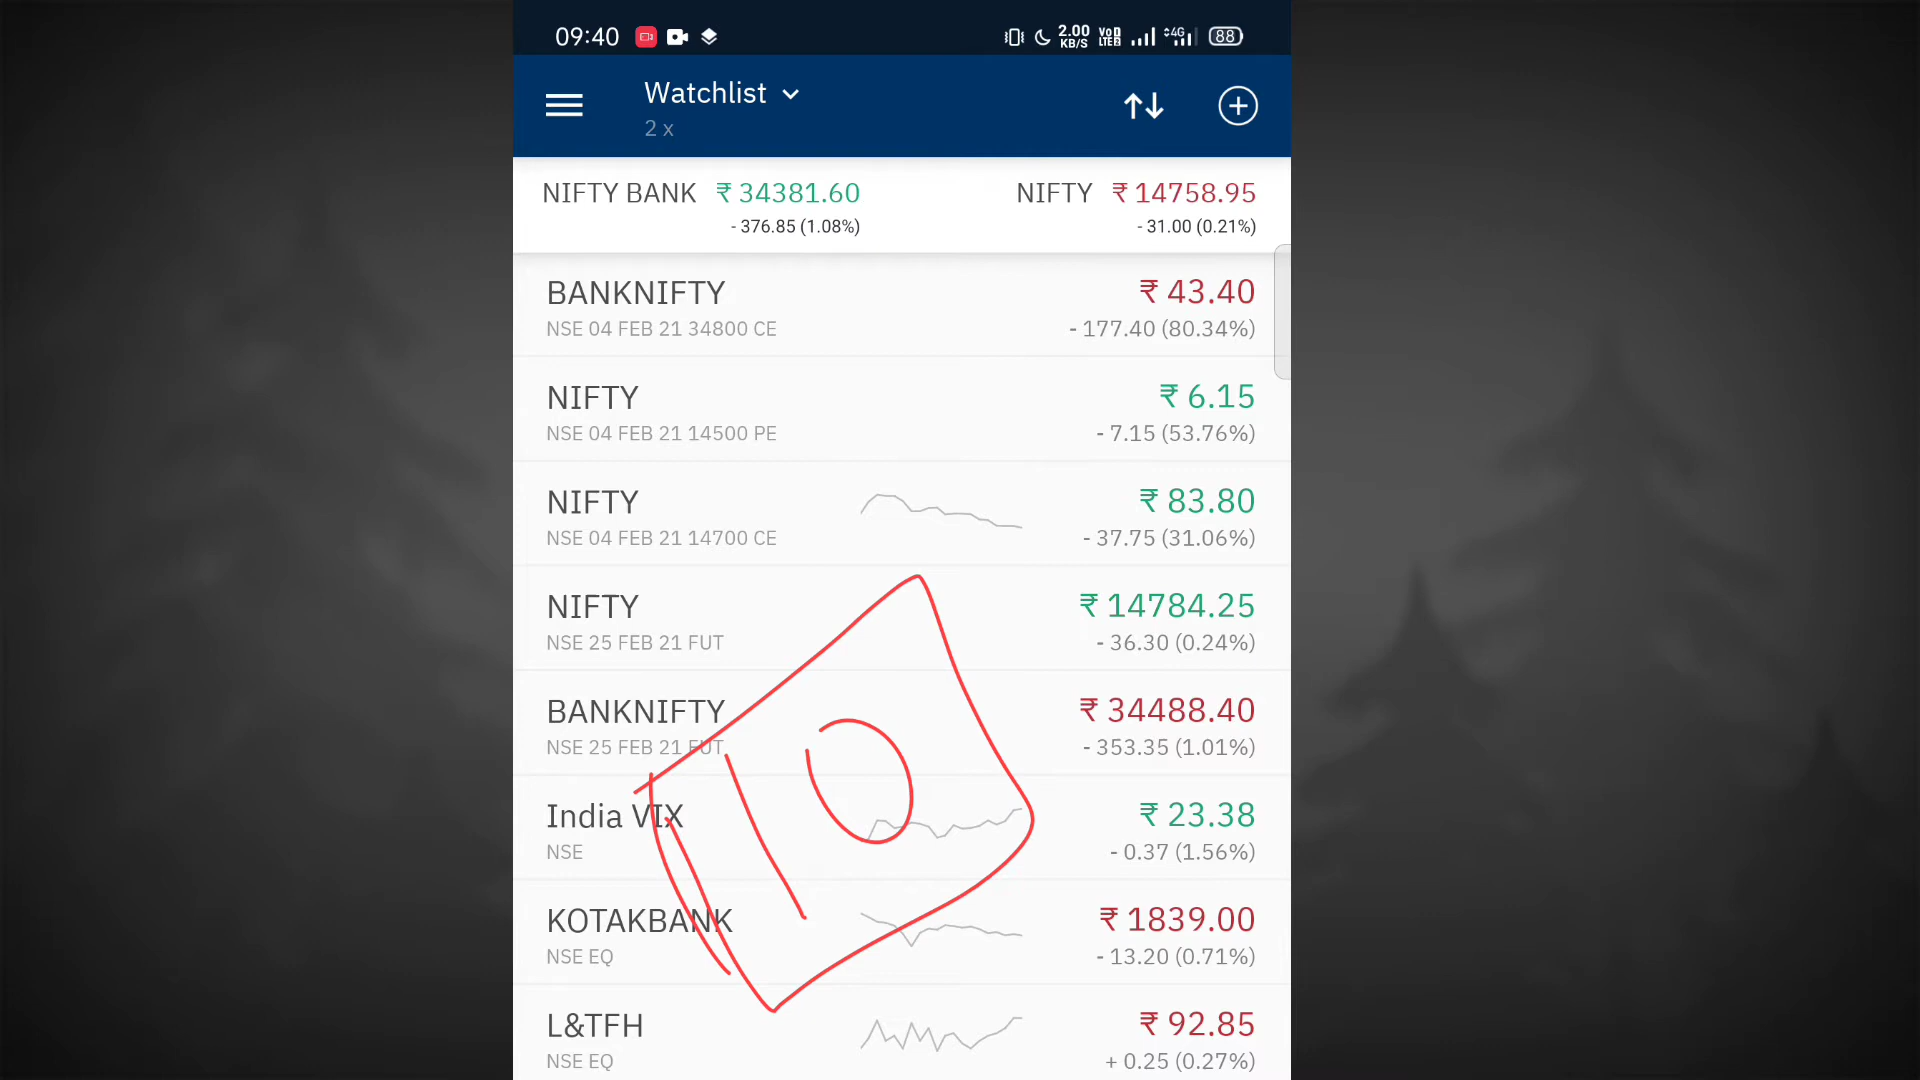 09:40 2.00 KB/S VoD LTE2 4G 88
Watchlist
2 x
NIFTY BANK ₹ 34381.60 NIFTY ₹ 14758.95
- 376.85 (1.08%) - 31.00 (0.21%)
BANKNIFTY ₹ 43.40
NSE 04 FEB 21 34800 CE - 177.40 (80.34%)
NIFTY ₹ 6.15
NSE 04 FEB 21 14500 PE - 7.15 (53.76%)
NIFTY ₹ 83.80
NSE 04 FEB 21 14700 CE - 37.75 (31.06%)
NIFTY ₹ 14784.25
NSE 25 FEB 21 FUT - 36.30 (0.24%)
BANKNIFTY ₹ 34488.40
NSE 25 FEB 21 FUT - 353.35 (1.01%)
10
India VIX ₹ 23.38
NSE - 0.37 (1.56%)
KOTAKBANK ₹ 1839.00
NSE EQ - 13.20 (0.71%)
L&TFH ₹ 92.85
NSE EQ + 0.25 (0.27%)